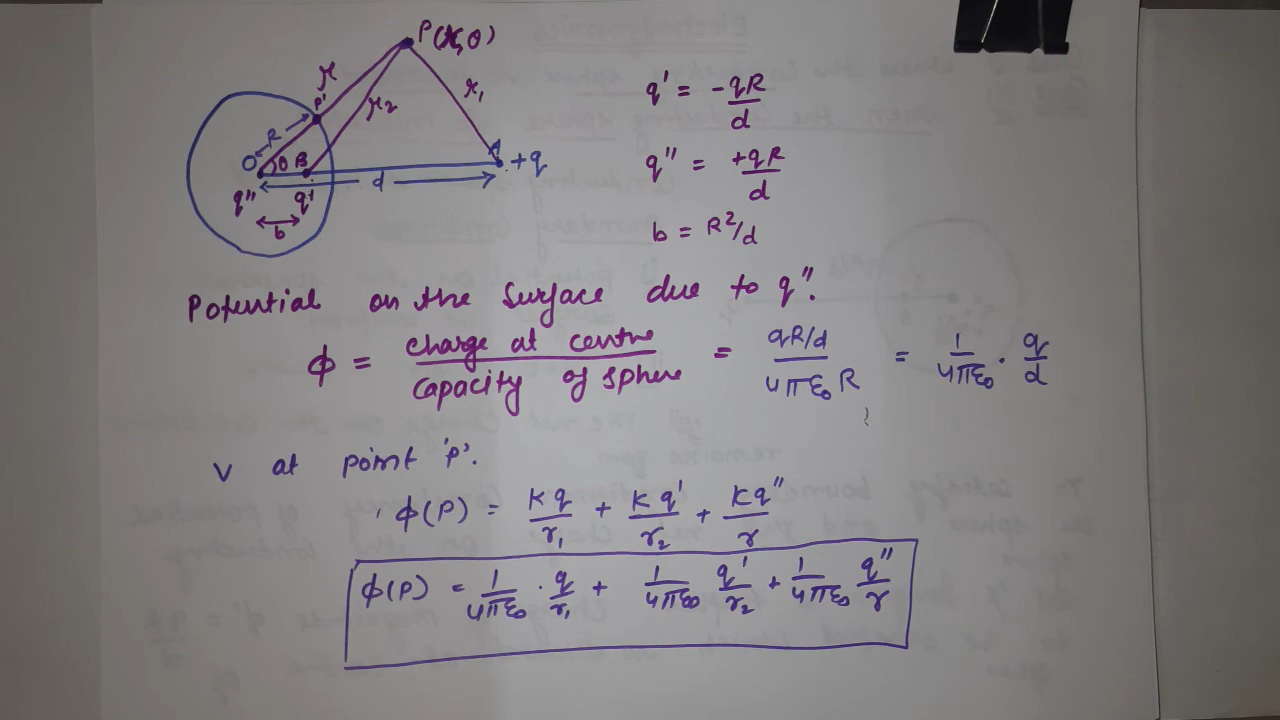 P(r,θ)
r
P'
r₂
r₁
R
O
θ
B
A
+q
d
q''
q'
b
q' = -qR/d
q'' = +qR/d
b = R²/d
Potential on the surface due to q''.
ϕ = charge at centre / capacity of sphere = qR/d / 4πε₀R = 1/4πε₀ · q/d
V at point 'P'.
ϕ(P) = Kq/r₁ + Kq'/r₂ + Kq''/r
ϕ(P) = 1/4πε₀ · q/r₁ + 1/4πε₀ q'/r₂ + 1/4πε₀ q''/r